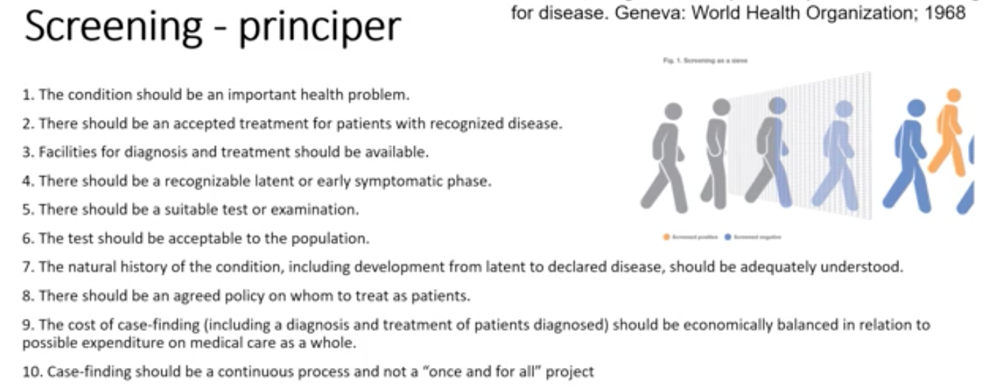 Screening - principer
for disease. Geneva: World Health Organization; 1968
Fig. 1. Screening as a sieve
1. The condition should be an important health problem.
2. There should be an accepted treatment for patients with recognized disease.
3. Facilities for diagnosis and treatment should be available.
4. There should be a recognizable latent or early symptomatic phase.
5. There should be a suitable test or examination.
6. The test should be acceptable to the population.
Screened positive Screened negative
7. The natural history of the condition, including development from latent to declared disease, should be adequately understood.
8. There should be an agreed policy on whom to treat as patients.
9. The cost of case-finding (including a diagnosis and treatment of patients diagnosed) should be economically balanced in relation to
possible expenditure on medical care as a whole.
10. Case-finding should be a continuous process and not a “once and for all” project